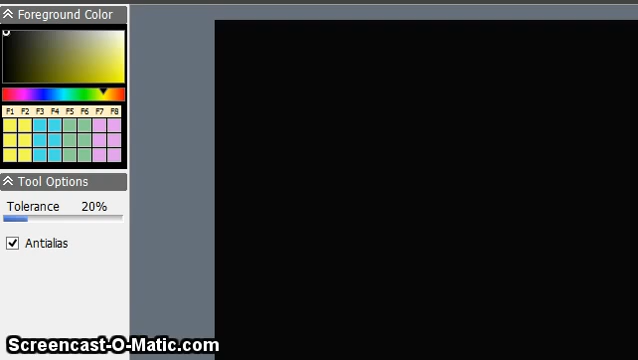 Foreground Color
F1 F2 F3 F4 F5 F6 F7 F8
Tool Options
Tolerance 20%
Antialias
Screencast-O-Matic.com